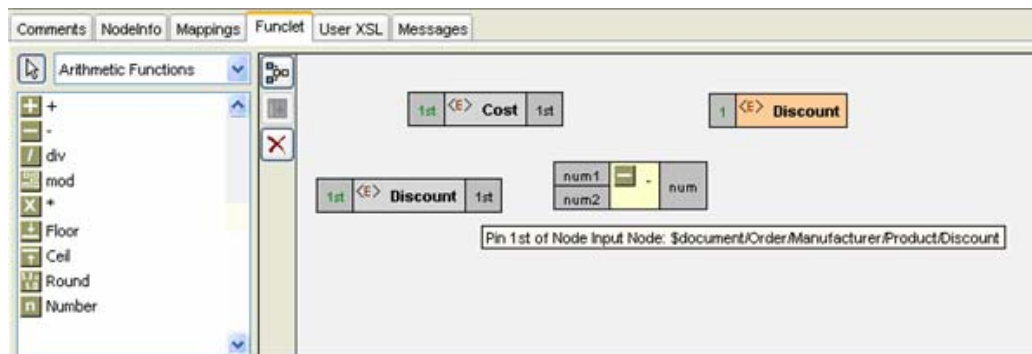 Comments NodeInfo Mappings Funclet User XSL Messages
Arithmetic Functions
+
-
div
mod
*
Floor
Ceil
Round
Number
1st <E> Cost 1st
1 <E> Discount
num1 - num
num2
1st <E> Discount 1st
Pin 1st of Node Input Node: $document/Order/Manufacturer/Product/Discount